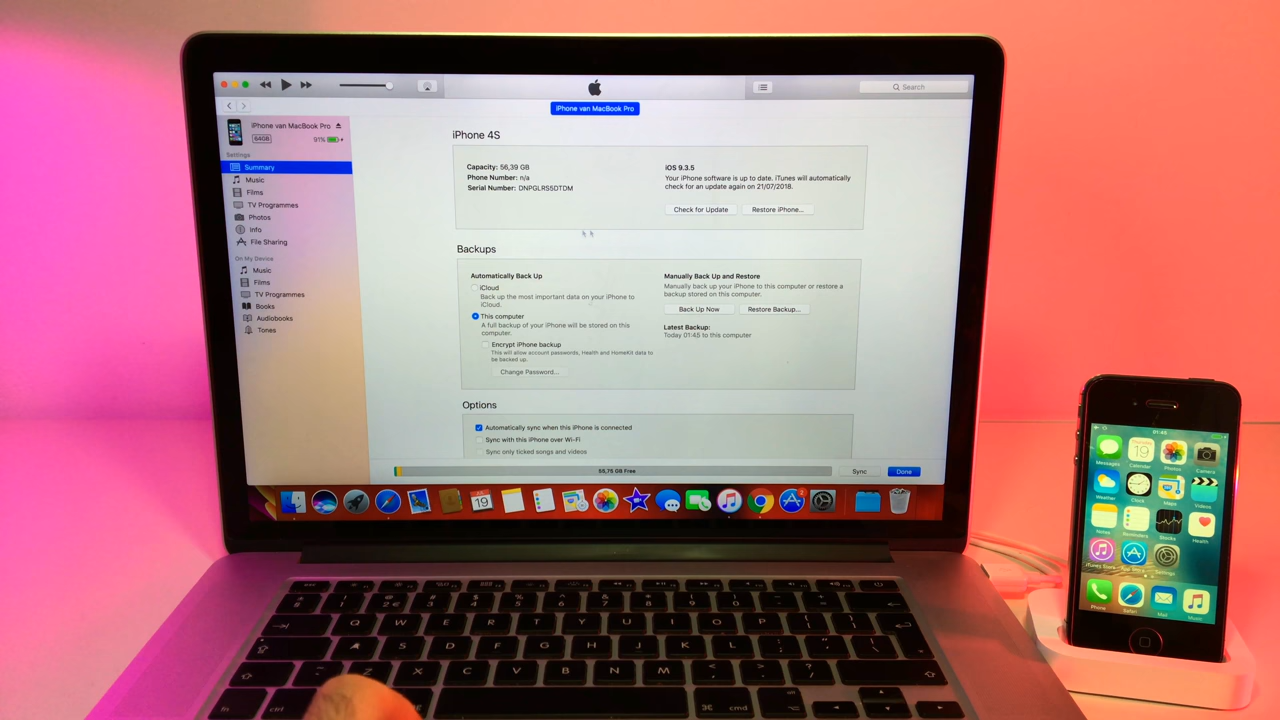 Search
iPhone van MacBook Pro
iPhone van MacBook Pro
64GB
91%
Settings
Summary
Music
Films
TV Programmes
Photos
Info
File Sharing
On My Device
Music
Films
TV Programmes
Books
Audiobooks
Tones
iPhone 4S
Capacity: 56,39 GB
Phone Number: n/a
Serial Number: DNPGLRS5DTDM
iOS 9.3.5
Your iPhone software is up to date. iTunes will automatically
check for an update again on 21/07/2018.
Check for Update
Restore iPhone...
Backups
Automatically Back Up
iCloud
Back up the most important data on your iPhone to
iCloud.
This computer
A full backup of your iPhone will be stored on this
computer.
Encrypt iPhone backup
This will allow account passwords, Health and HomeKit data to
be backed up.
Change Password...
Manually Back Up and Restore
Manually back up your iPhone to this computer or restore a
backup stored on this computer.
Back Up Now
Restore Backup...
Latest Backup:
Today 01:45 to this computer
Options
Automatically sync when this iPhone is connected
Sync with this iPhone over Wi-Fi
Sync only ticked songs and videos
55,75 GB Free
Sync
Done
19
Q W E R T Y U I O P
A S D F G H J K L
Z X C V B N M
fn
ctrl
cmd
Messages
Calendar
Photos
Camera
Weather
Clock
Maps
Videos
Notes
Reminders
Stocks
Health
iTunes Store
App Store
Settings
Phone
Safari
Mail
Music